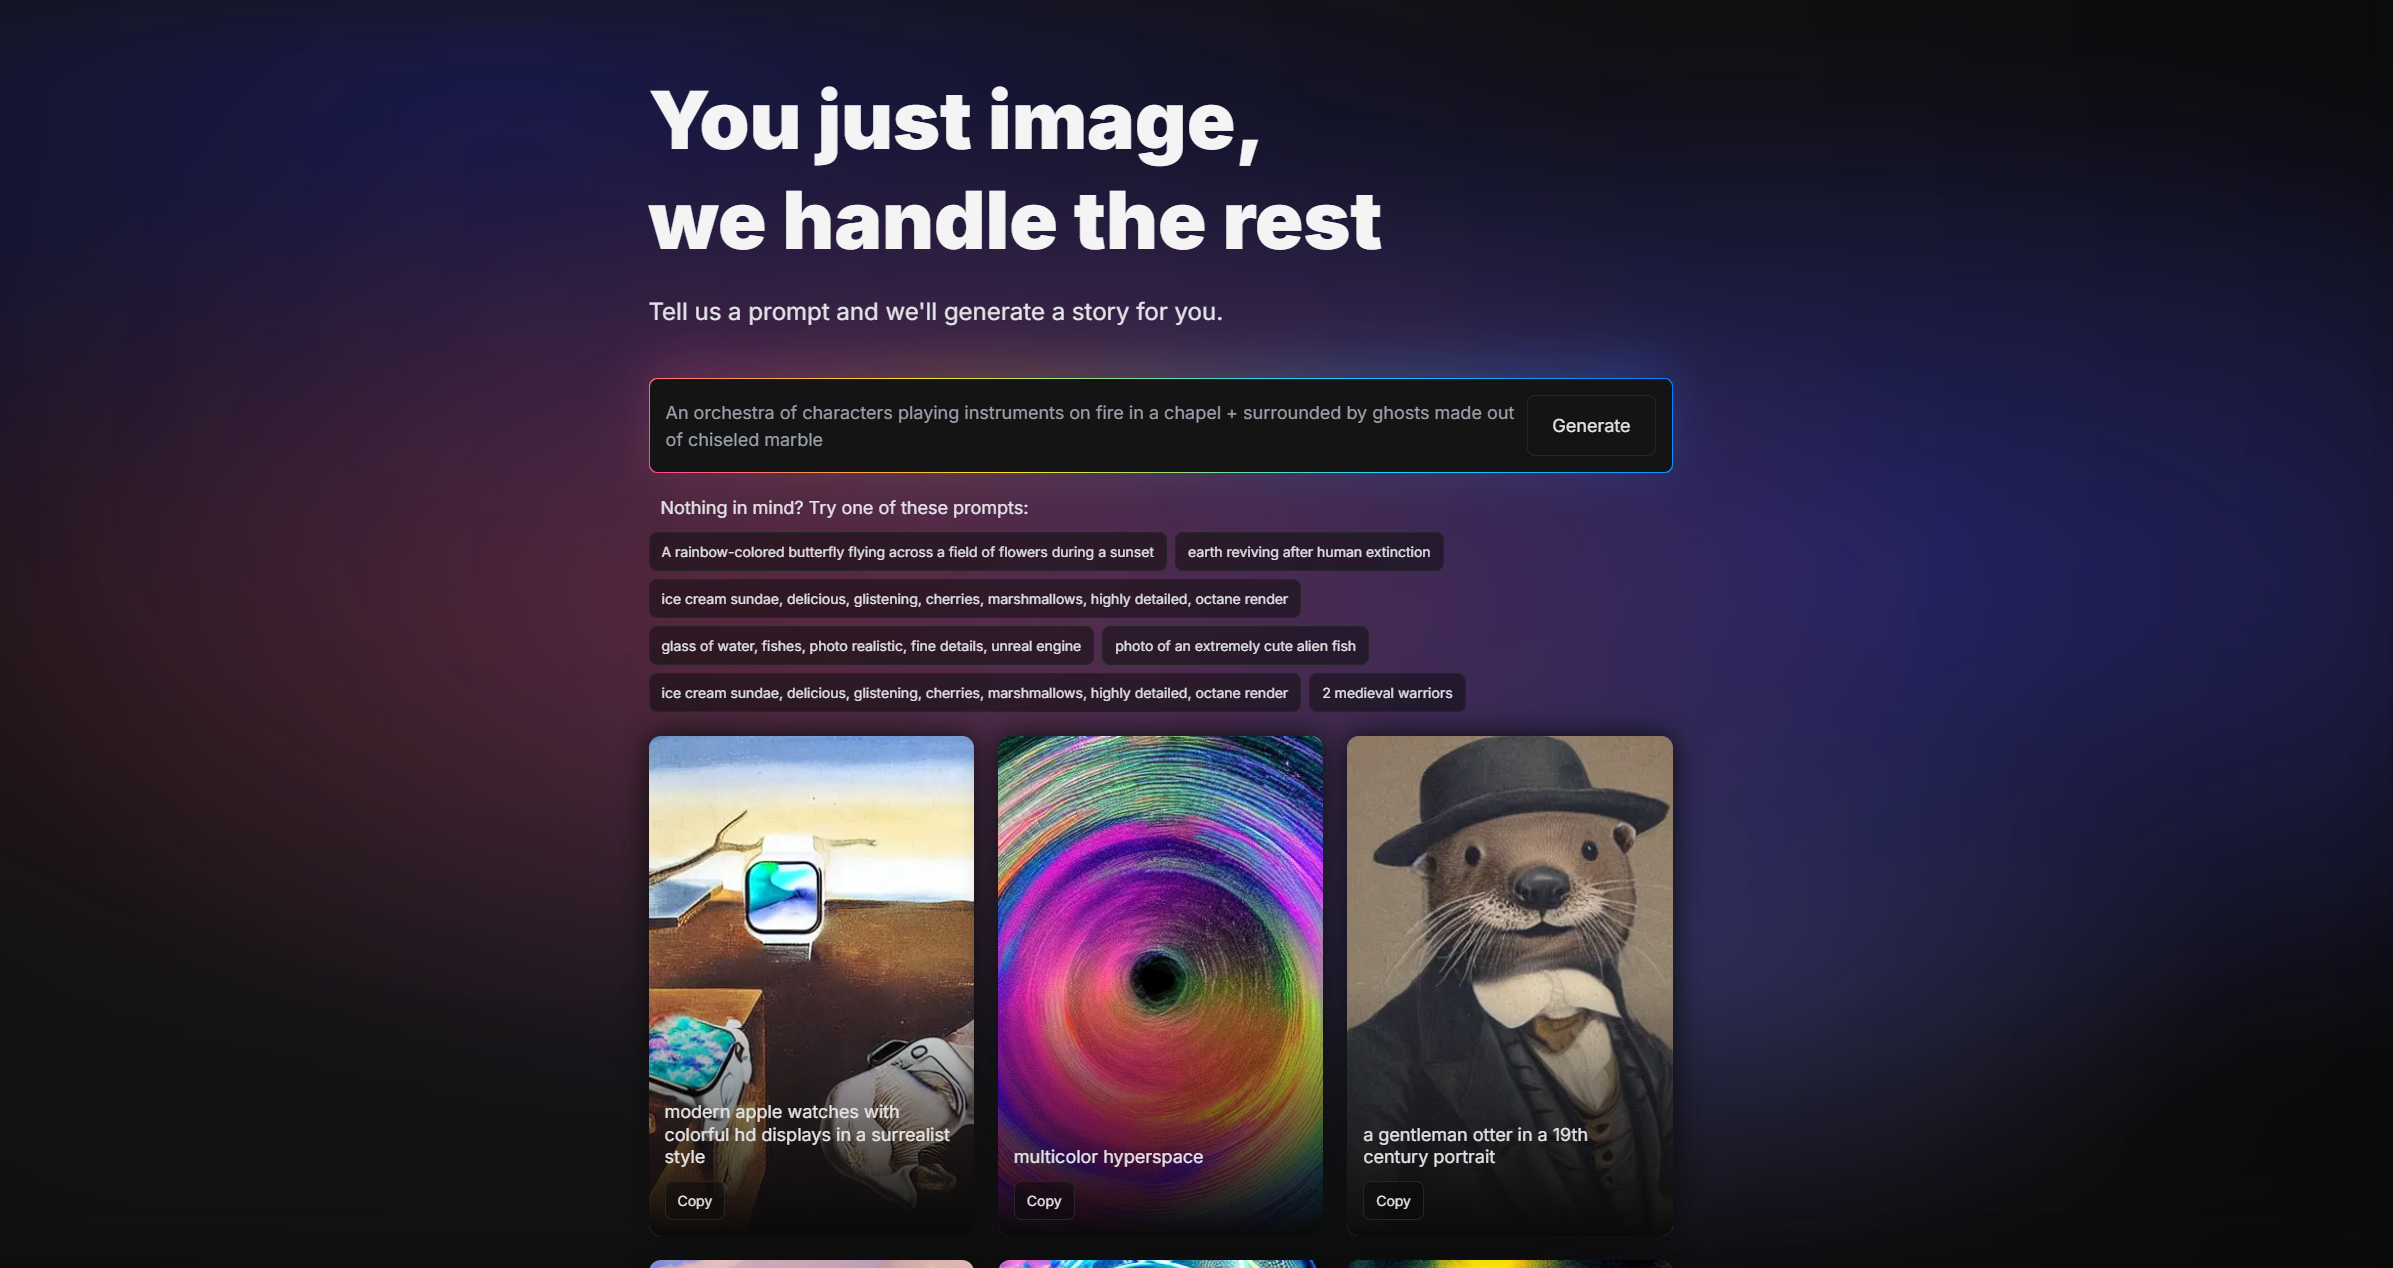 You just image,
we handle the rest
Tell us a prompt and we'll generate a story for you.
An orchestra of characters playing instruments on fire in a chapel + surrounded by ghosts made out
of chiseled marble
Generate
Nothing in mind? Try one of these prompts:
A rainbow-colored butterfly flying across a field of flowers during a sunset
earth reviving after human extinction
ice cream sundae, delicious, glistening, cherries, marshmallows, highly detailed, octane render
glass of water, fishes, photo realistic, fine details, unreal engine
photo of an extremely cute alien fish
ice cream sundae, delicious, glistening, cherries, marshmallows, highly detailed, octane render
2 medieval warriors
modern apple watches with
colorful hd displays in a surrealist
style
Copy
multicolor hyperspace
Copy
a gentleman otter in a 19th
century portrait
Copy